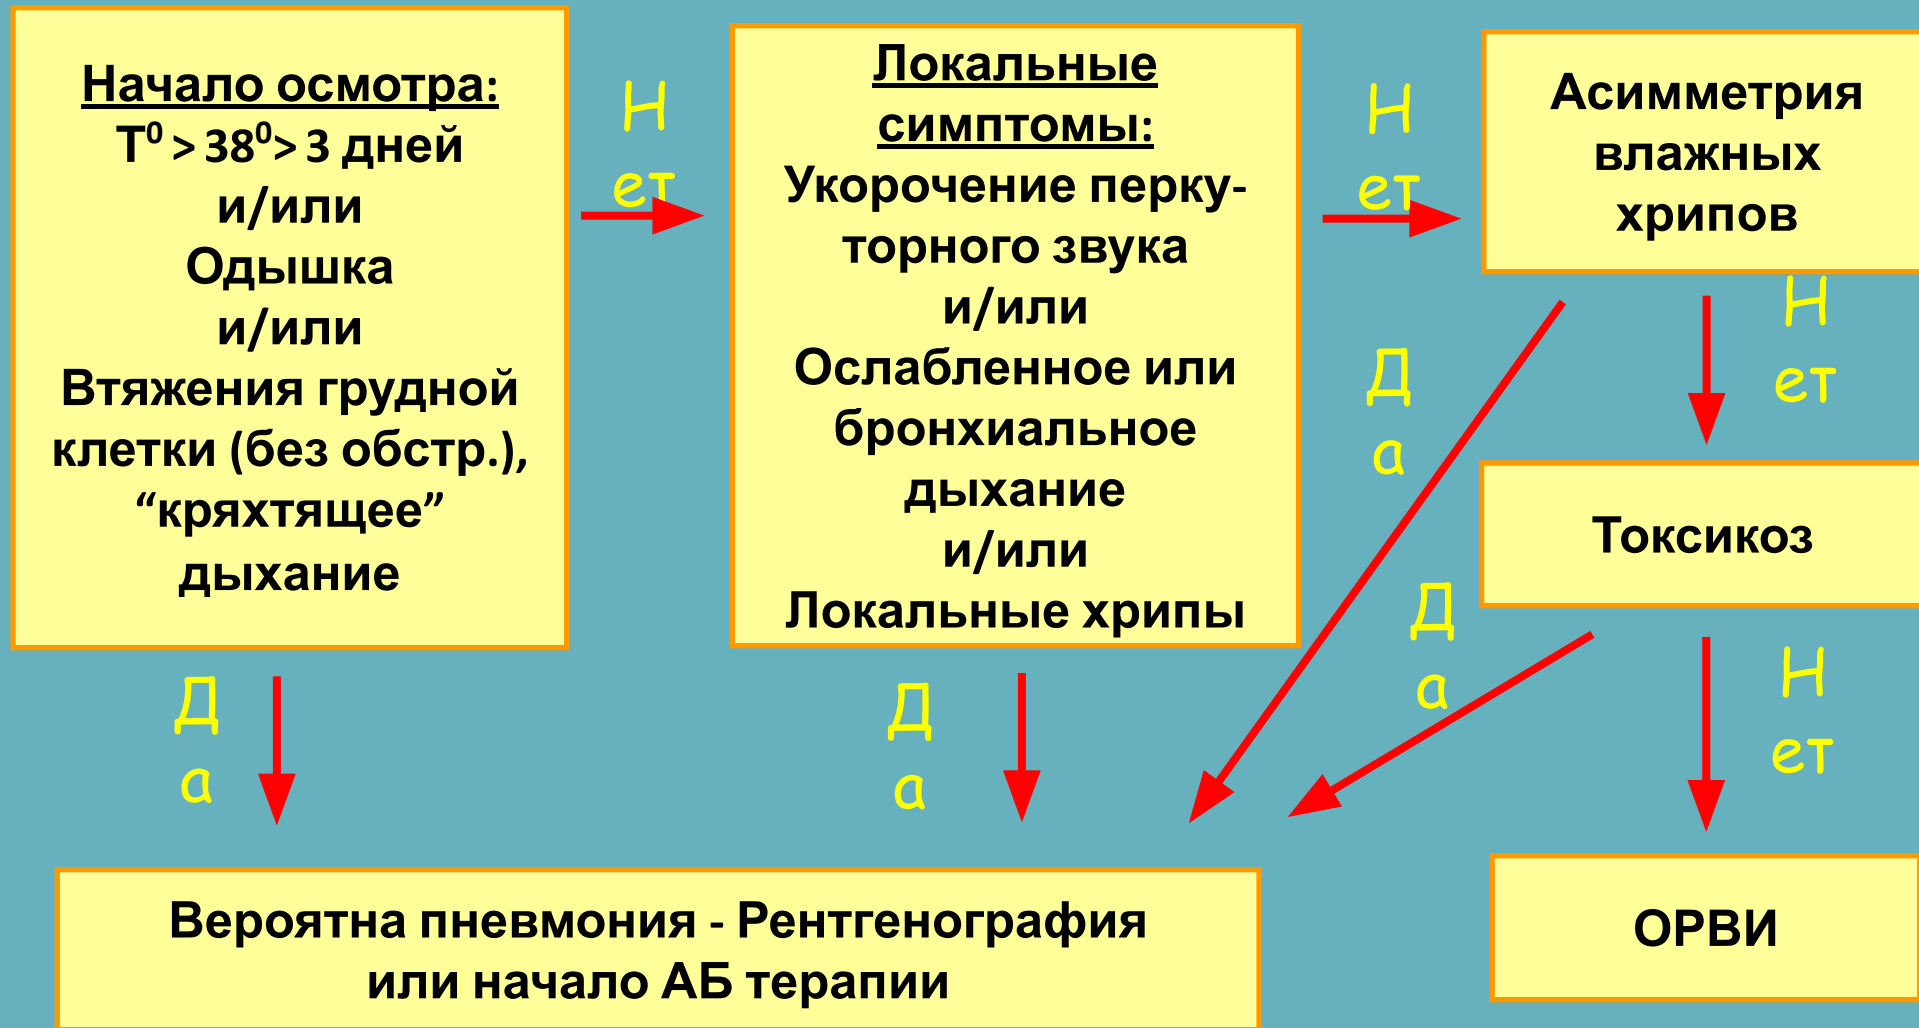 Начало осмотра:
Т⁰ > 38⁰> 3 дней
и/или
Одышка
и/или
Втяжения грудной
клетки (без обстр.),
“кряхтящее”
дыхание
Н
ет
Локальные
симптомы:
Укорочение перку-
торного звука
и/или
Ослабленное или
бронхиальное
дыхание
и/или
Локальные хрипы
Н
ет
Асимметрия
влажных
хрипов
Н
ет
Д
а
Токсикоз
Д
а
Н
ет
Д
а
Д
а
Вероятна пневмония - Рентгенография
или начало АБ терапии
ОРВИ